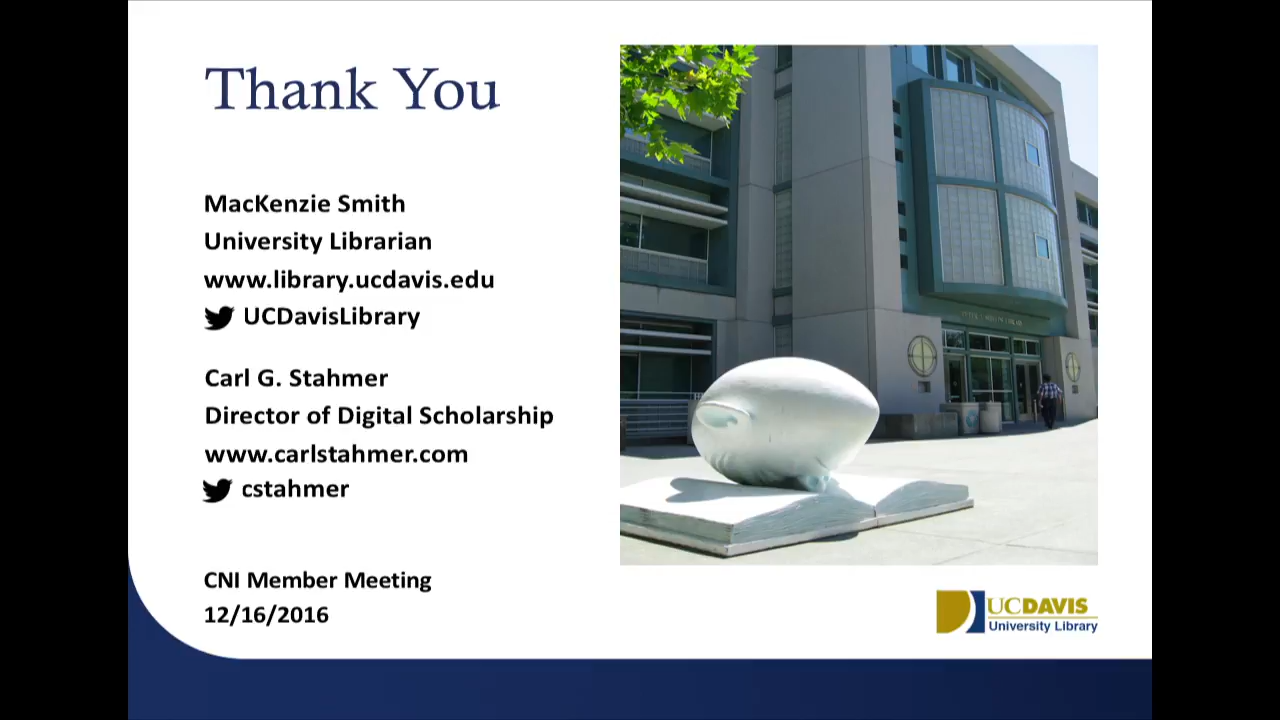 Thank You
MacKenzie Smith
University Librarian
www.library.ucdavis.edu
UCDavisLibrary
Carl G. Stahmer
Director of Digital Scholarship
www.carlstahmer.com
cstahmer
CNI Member Meeting
12/16/2016
UCDAVIS
University Library